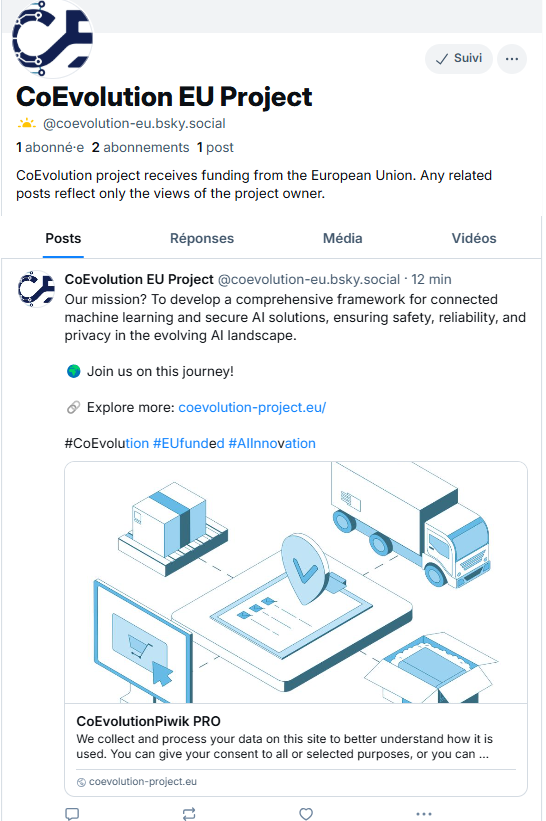 Suivi
CoEvolution EU Project
@coevolution-eu.bsky.social
1 abonné·e 2 abonnements 1 post
CoEvolution project receives funding from the European Union. Any related
posts reflect only the views of the project owner.
Posts Réponses Média Vidéos
CoEvolution EU Project @coevolution-eu.bsky.social · 12 min
Our mission? To develop a comprehensive framework for connected
machine learning and secure AI solutions, ensuring safety, reliability, and
privacy in the evolving AI landscape.
🌍 Join us on this journey!
🔗 Explore more: coevolution-project.eu/
#CoEvolution #EUfunded #AIInnovation
CoEvolutionPiwik PRO
We collect and process your data on this site to better understand how it is
used. You can give your consent to all or selected purposes, or you can ...
coevolution-project.eu